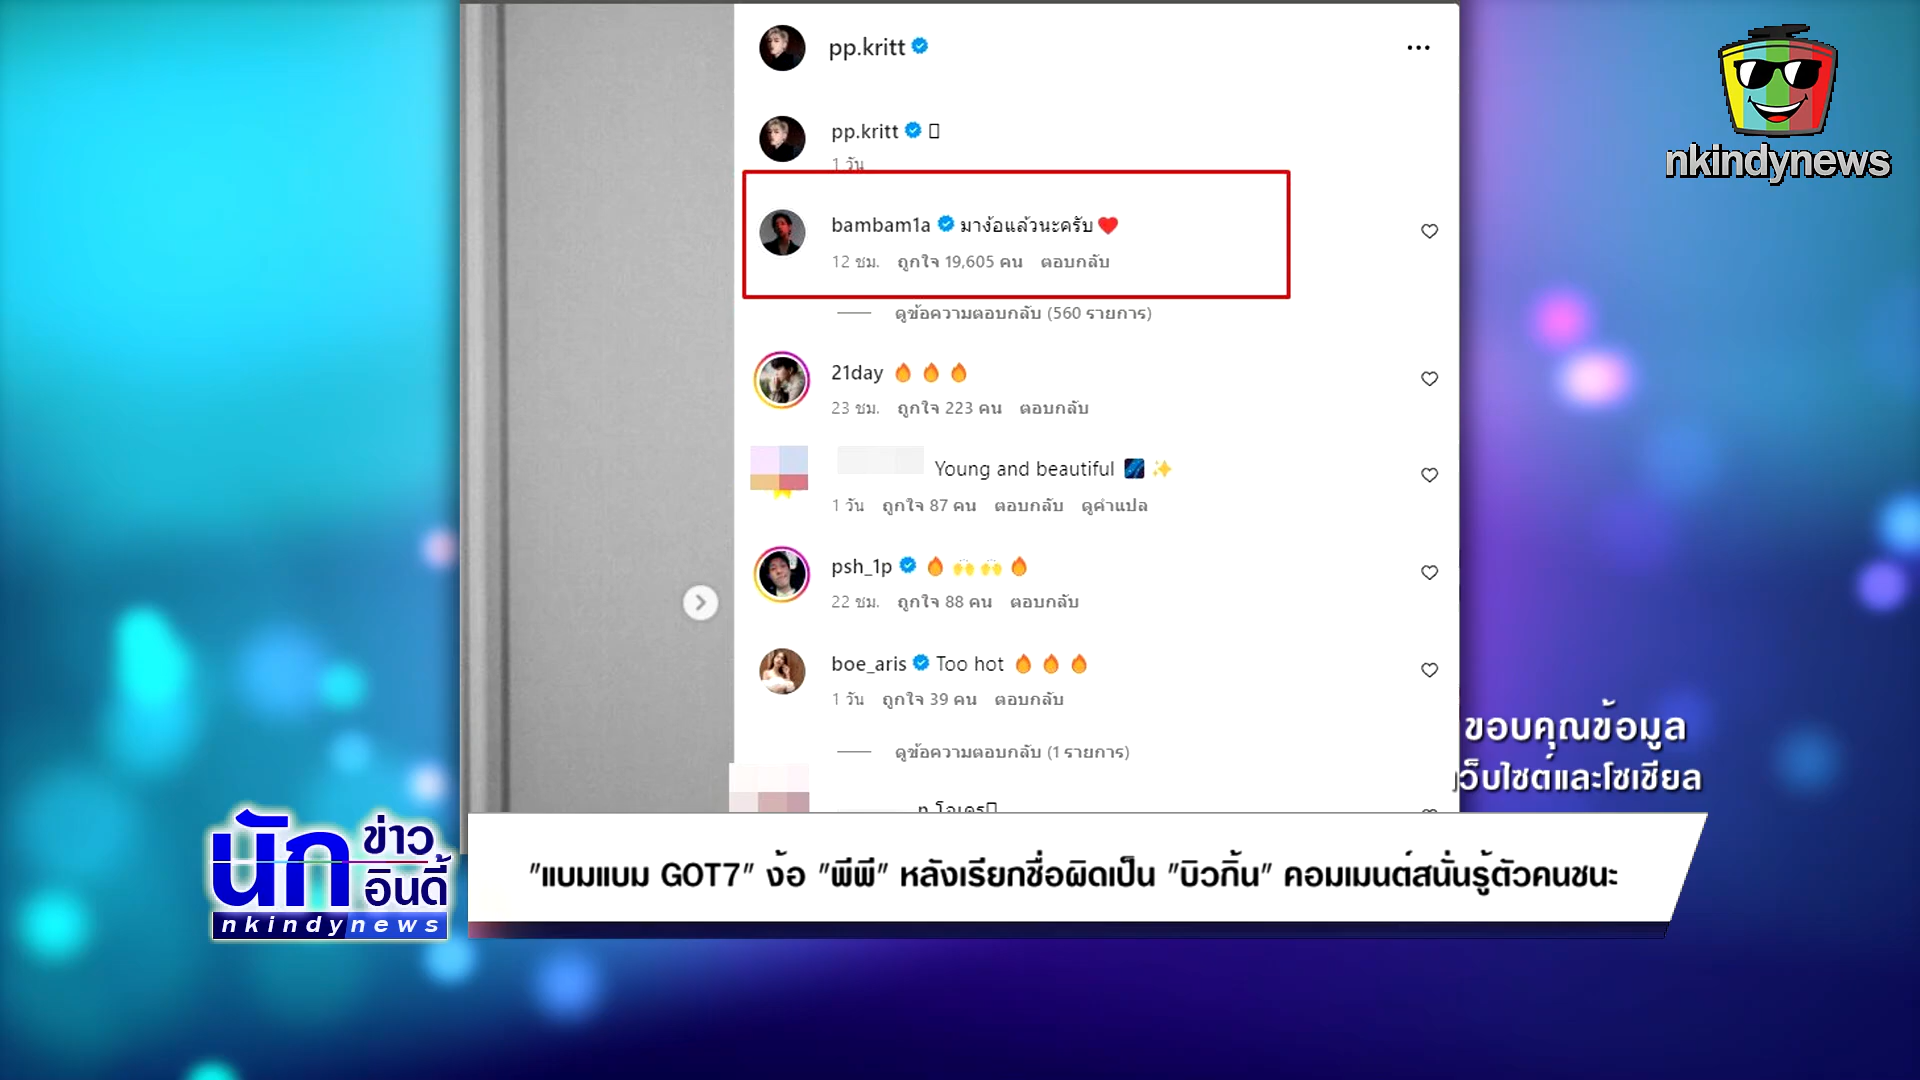 pp.kritt
pp.kritt
1 วัน
bambam1a มาง้อแล้วนะครับ❤️
12 ชม. ถูกใจ 19,605 คน ตอบกลับ
ดูข้อความตอบกลับ (560 รายการ)
21day 🔥 🔥 🔥
23 ชม. ถูกใจ 223 คน ตอบกลับ
Young and beautiful 🌌 ✨
1 วัน ถูกใจ 87 คน ตอบกลับ ดูคำแปล
psh_1p 🔥 🙌 🙌 🔥
22 ชม. ถูกใจ 88 คน ตอบกลับ
boe_aris Too hot 🔥 🔥 🔥
1 วัน ถูกใจ 39 คน ตอบกลับ
ดูข้อความตอบกลับ (1 รายการ)
nkindynews
ขอบคุณข้อมูล
เว็บไซต์และโซเชียล
นักข่าวอินดี้
nkindynews
"แบมแบม GOT7" ง้อ "พีพี" หลังเรียกชื่อผิดเป็น "บิวกิ้น" คอมเมนต์สนั่นรู้ตัวคนชนะ